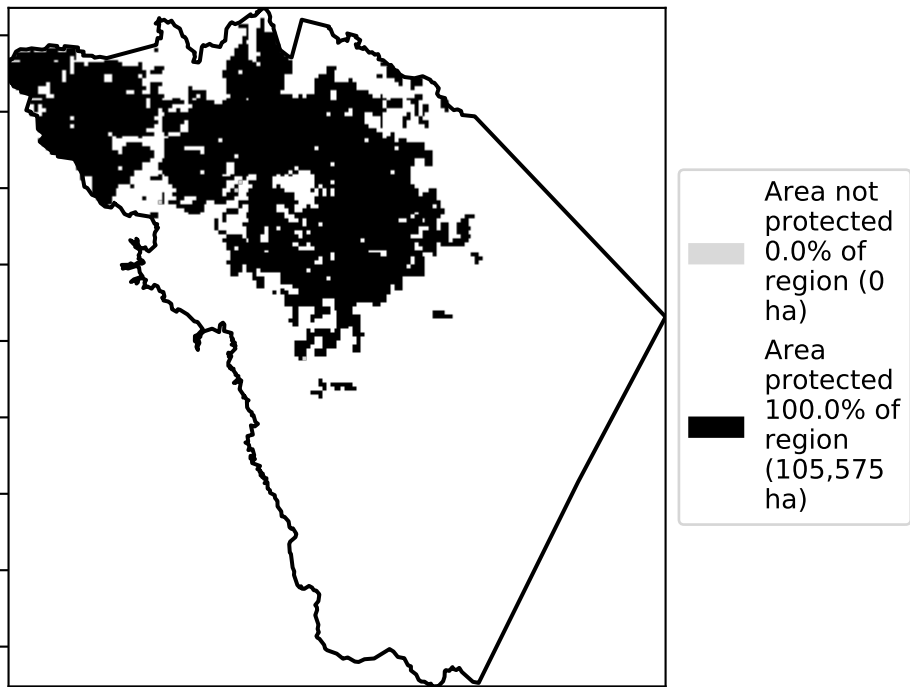 Area not
protected
0.0% of
region (0
ha)
Area
protected
100.0% of
region
(105,575
ha)